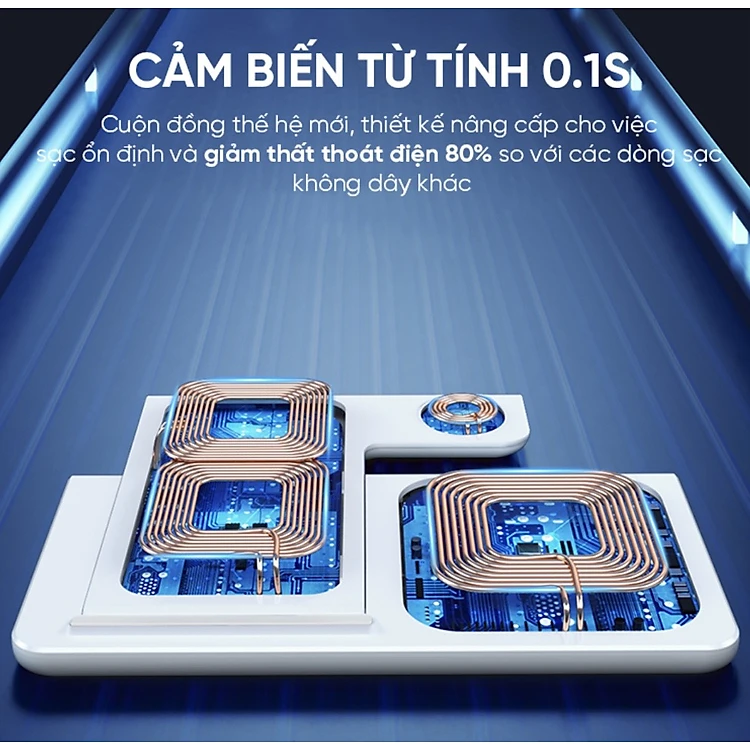 CẢM BIẾN TỪ TÍNH 0.1S
Cuộn đồng thế hệ mới, thiết kế nâng cấp cho việc
sạc ổn định và giảm thất thoát điện 80% so với các dòng sạc
không dây khác